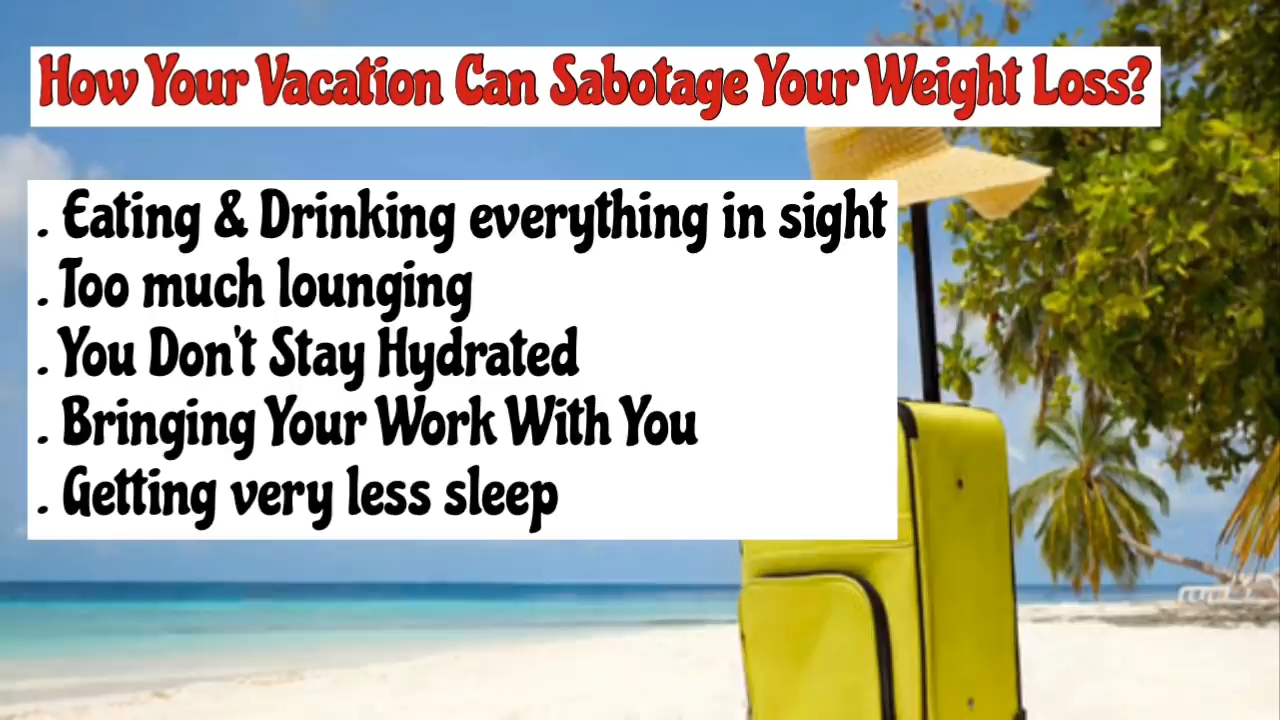 How Your Vacation Can Sabotage Your Weight Loss?
. Eating & Drinking everything in sight
. Too much lounging
. You Don't Stay Hydrated
. Bringing Your Work With You
. Getting very less sleep